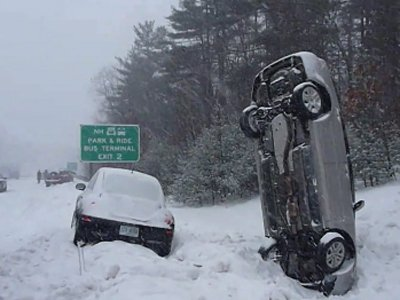 NH
PARK & RIDE
BUS TERMINAL
EXIT 2